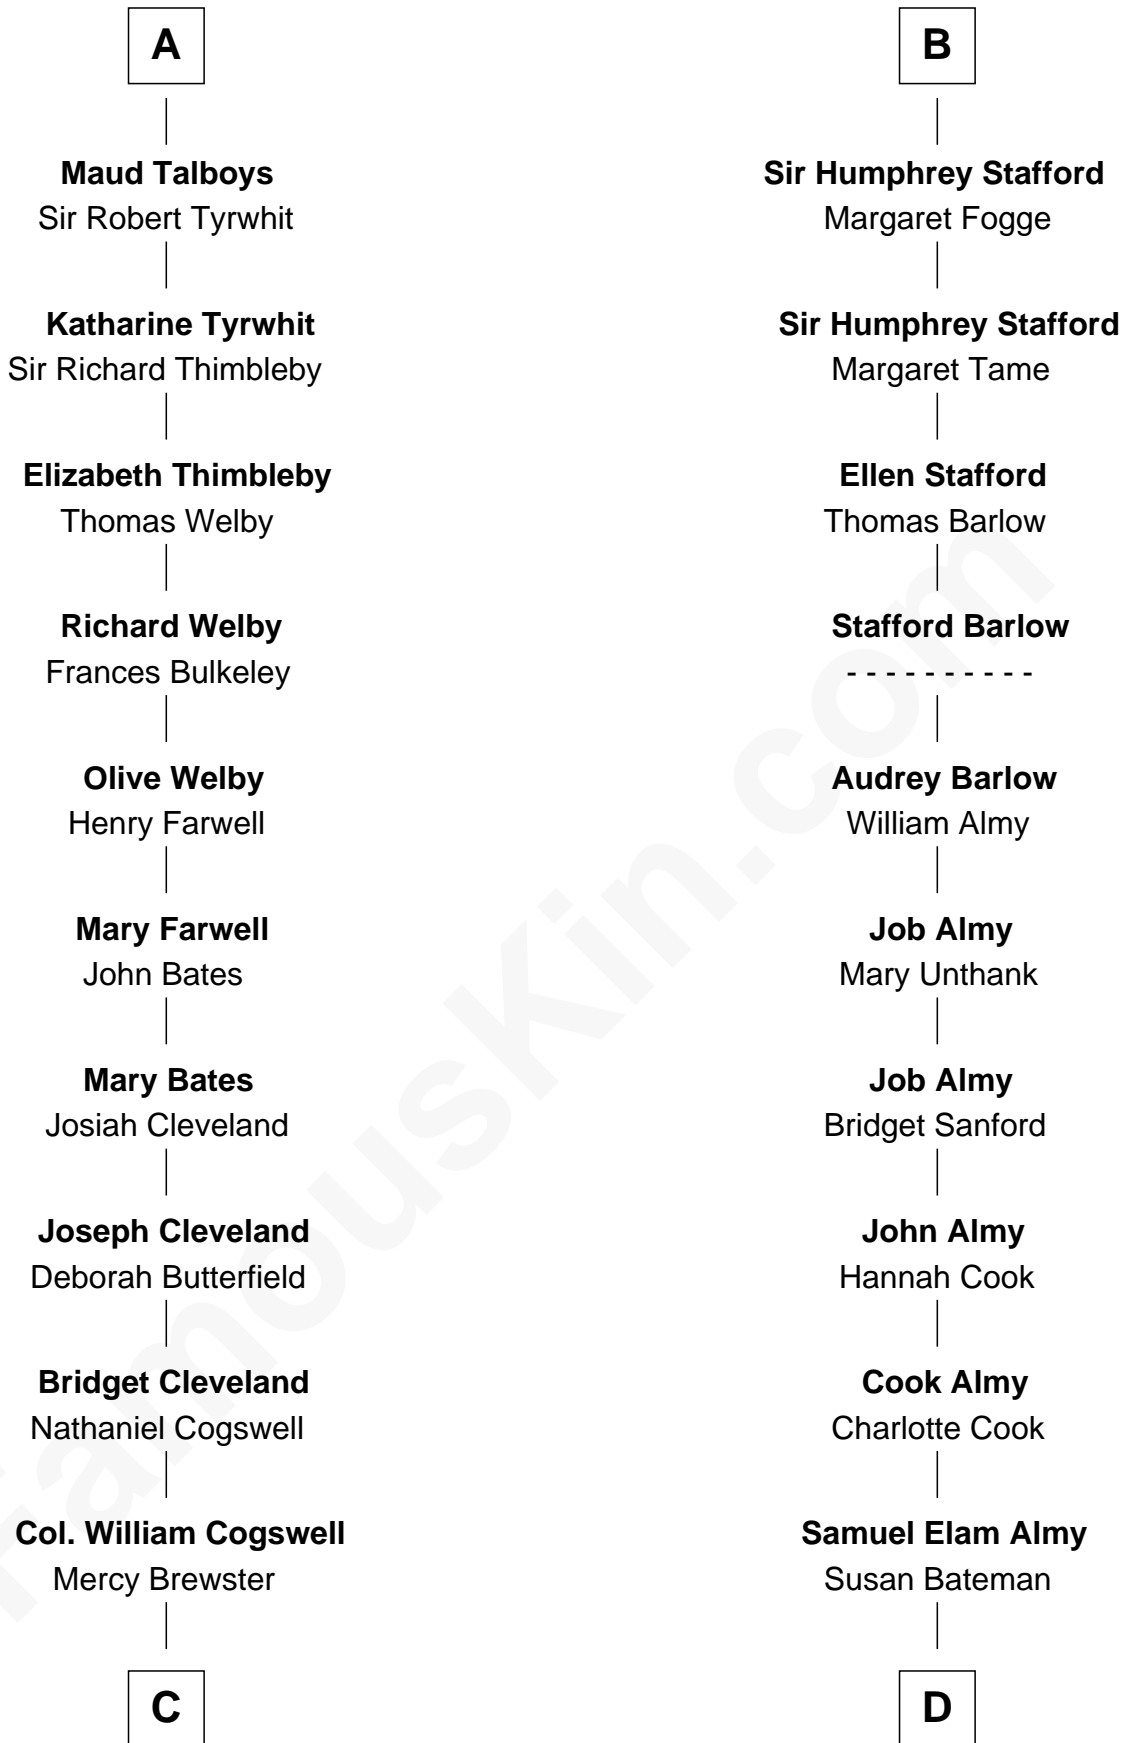 A
Maud Talboys
Sir Robert Tyrwhit
Katharine Tyrwhit
Sir Richard Thimbleby
Elizabeth Thimbleby
Thomas Welby
Richard Welby
Frances Bulkeley
Olive Welby
Henry Farwell
Mary Farwell
John Bates
Mary Bates
Josiah Cleveland
Joseph Cleveland
Deborah Butterfield
Bridget Cleveland
Nathaniel Cogswell
Col. William Cogswell
Mercy Brewster
C
B
Sir Humphrey Stafford
Margaret Fogge
Sir Humphrey Stafford
Margaret Tame
Ellen Stafford
Thomas Barlow
Stafford Barlow
- - - - - - - - - -
Audrey Barlow
William Almy
Job Almy
Mary Unthank
Job Almy
Bridget Sanford
John Almy
Hannah Cook
Cook Almy
Charlotte Cook
Samuel Elam Almy
Susan Bateman
D
FamousKin.com